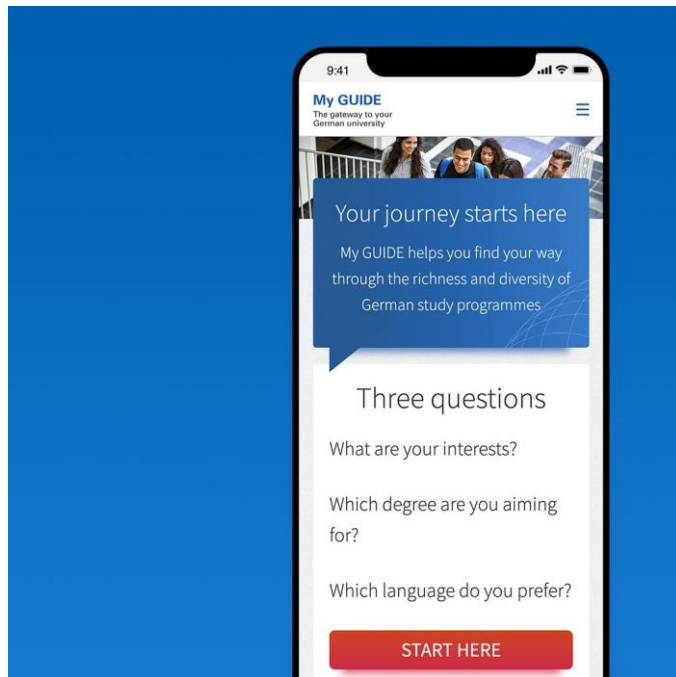 9:41
My GUIDE
The gateway to your
German university
Your journey starts here
My GUIDE helps you find your way
through the richness and diversity of
German study programmes
Three questions
What are your interests?
Which degree are you aiming
for?
Which language do you prefer?
START HERE